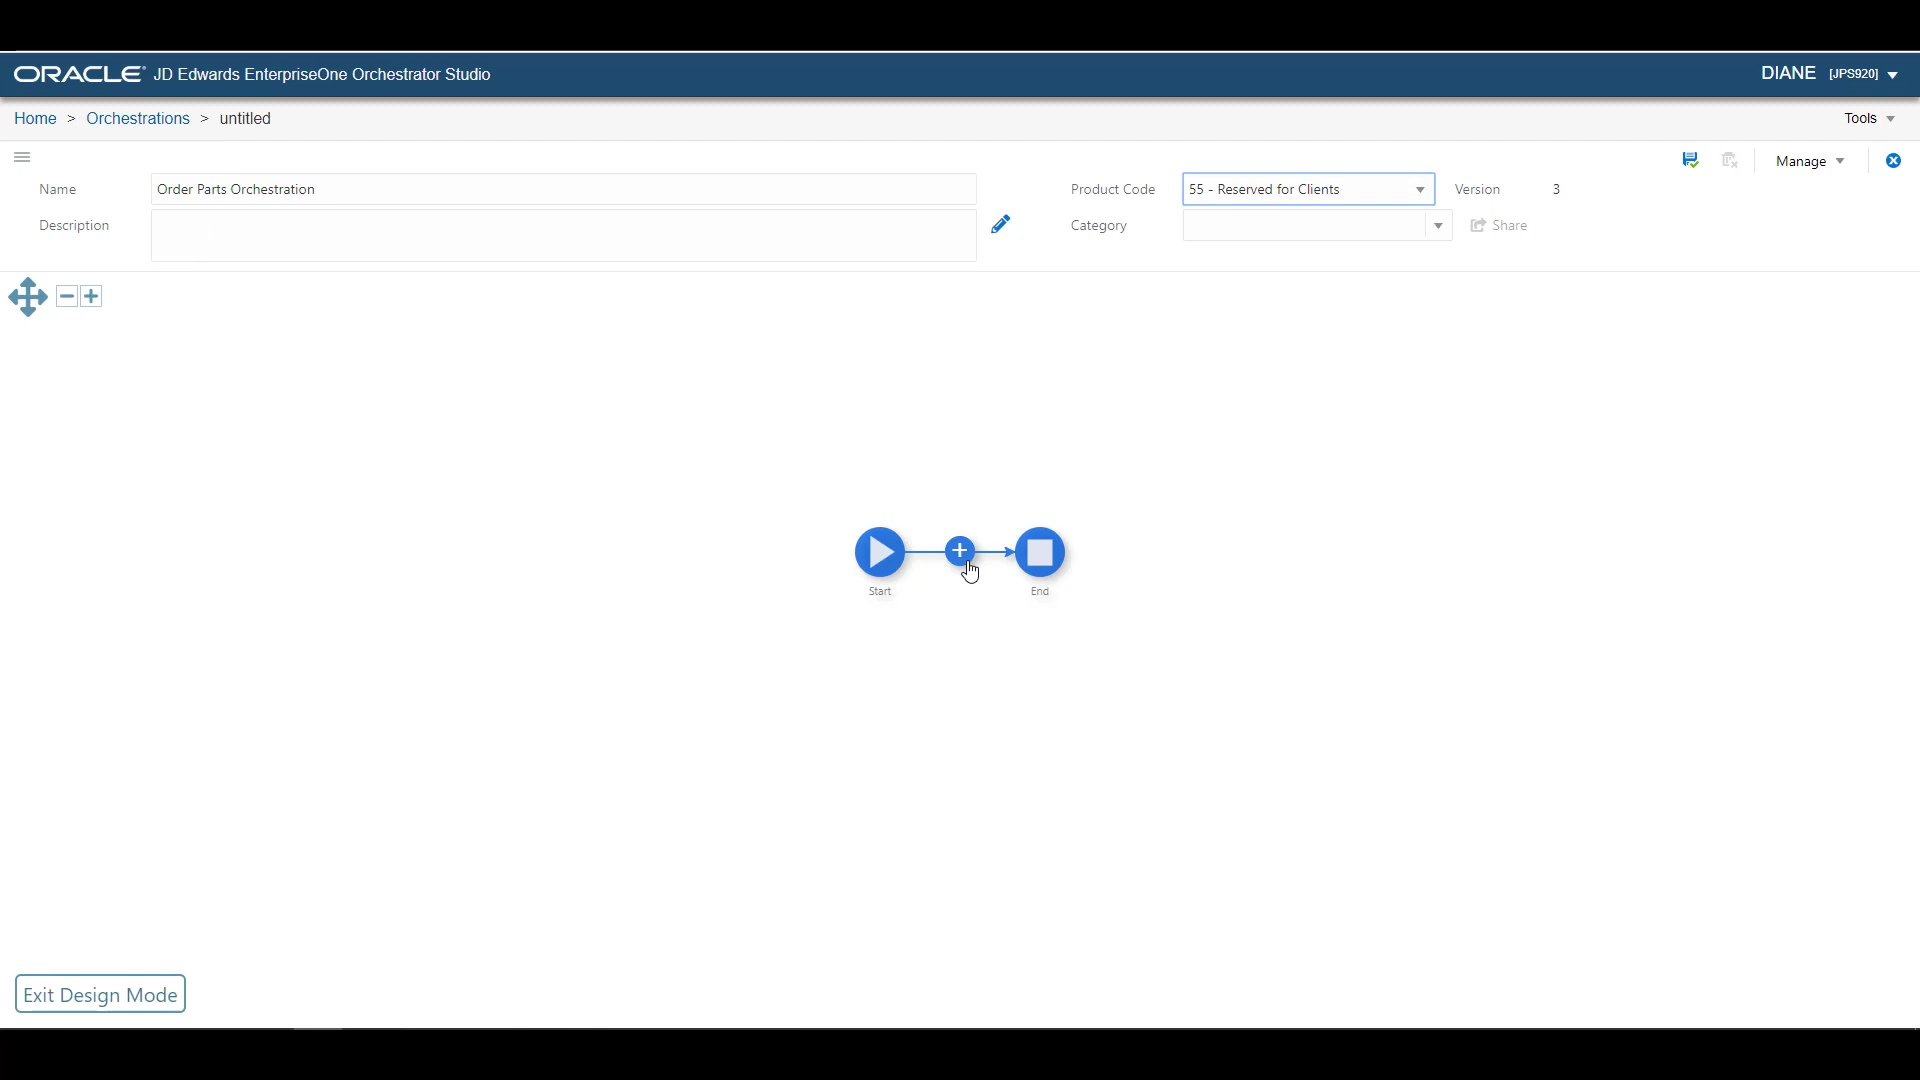 ORACLE JD Edwards EnterpriseOne Orchestrator Studio
DIANE [JPS920]
Home > Orchestrations > untitled
Tools
Manage
Name Order Parts Orchestration
Product Code 55 - Reserved for Clients Version 3
Description
Category Share
Start
End
Exit Design Mode